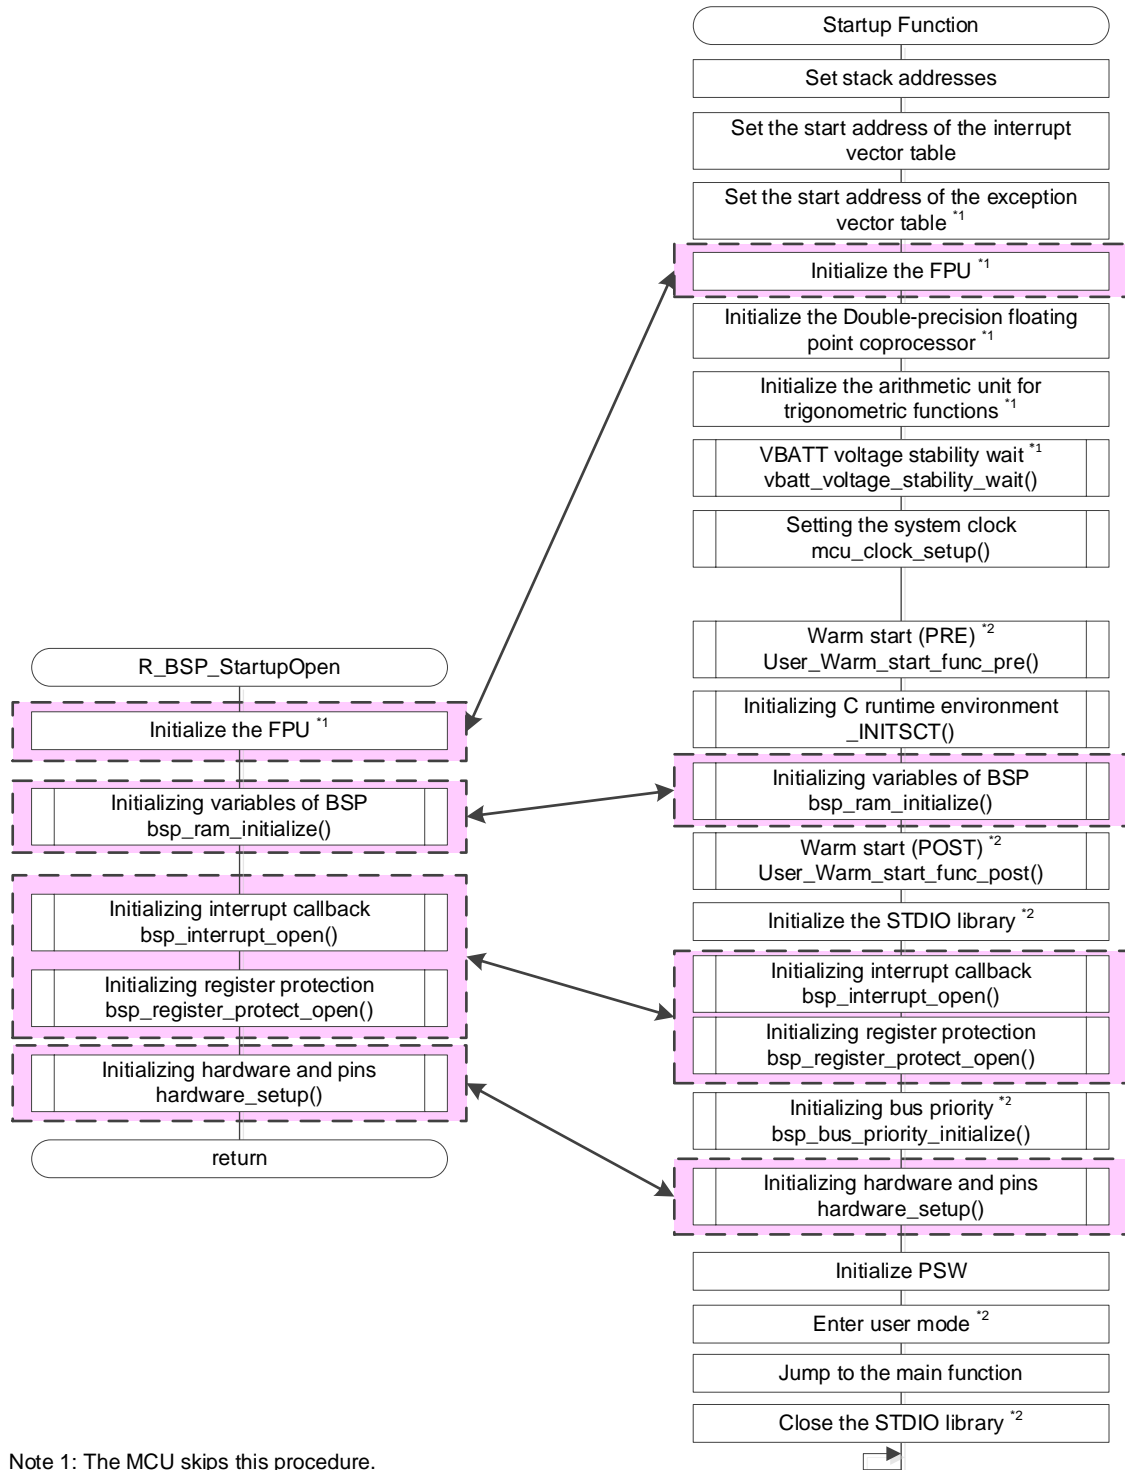 Startup Function
Set stack addresses
Set the start address of the interrupt
vector table
Set the start address of the exception
vector table *1
Initialize the FPU *1
Initialize the Double-precision floating
point coprocessor *1
Initialize the arithmetic unit for
trigonometric functions *1
VBATT voltage stability wait *1
vbatt_voltage_stability_wait()
Setting the system clock
mcu_clock_setup()
Warm start (PRE) *2
User_Warm_start_func_pre()
Initializing C runtime environment
_INITSCT()
Initializing variables of BSP
bsp_ram_initialize()
Warm start (POST) *2
User_Warm_start_func_post()
Initialize the STDIO library *2
Initializing interrupt callback
bsp_interrupt_open()
Initializing register protection
bsp_register_protect_open()
Initializing bus priority *2
bsp_bus_priority_initialize()
Initializing hardware and pins
hardware_setup()
Initialize PSW
Enter user mode *2
Jump to the main function
Close the STDIO library *2
R_BSP_StartupOpen
Initialize the FPU *1
Initializing variables of BSP
bsp_ram_initialize()
Initializing interrupt callback
bsp_interrupt_open()
Initializing register protection
bsp_register_protect_open()
Initializing hardware and pins
hardware_setup()
return
Note 1: The MCU skips this procedure.